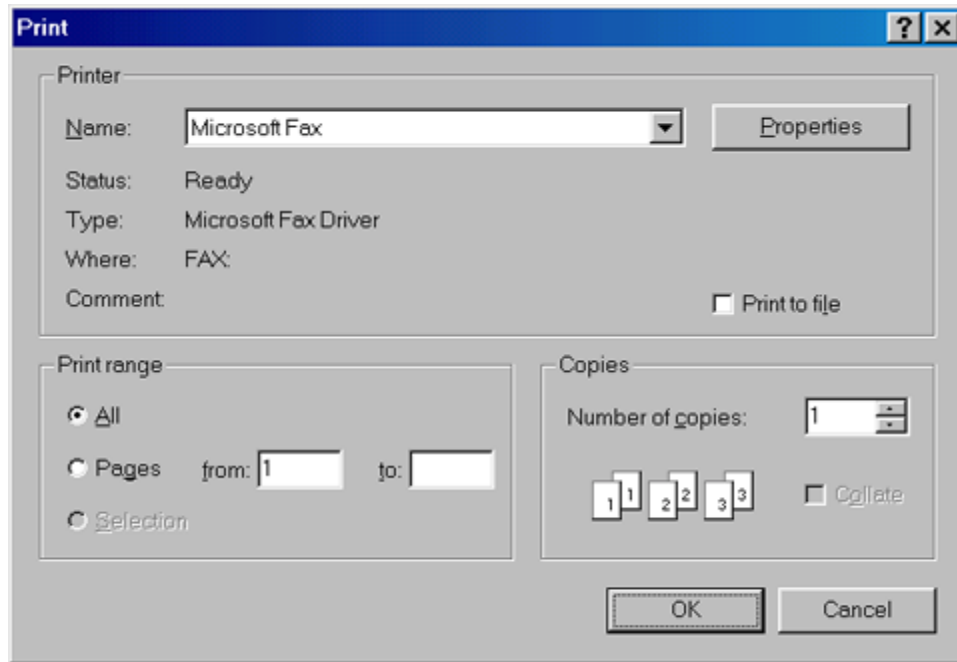 Print
Printer
Name: Microsoft Fax Properties
Status: Ready
Type: Microsoft Fax Driver
Where: FAX:
Comment:
Print to file
Print range
All
Pages from: 1 to:
Selection
Copies
Number of copies: 1
1 1 2 2 3 3 Collate
OK Cancel